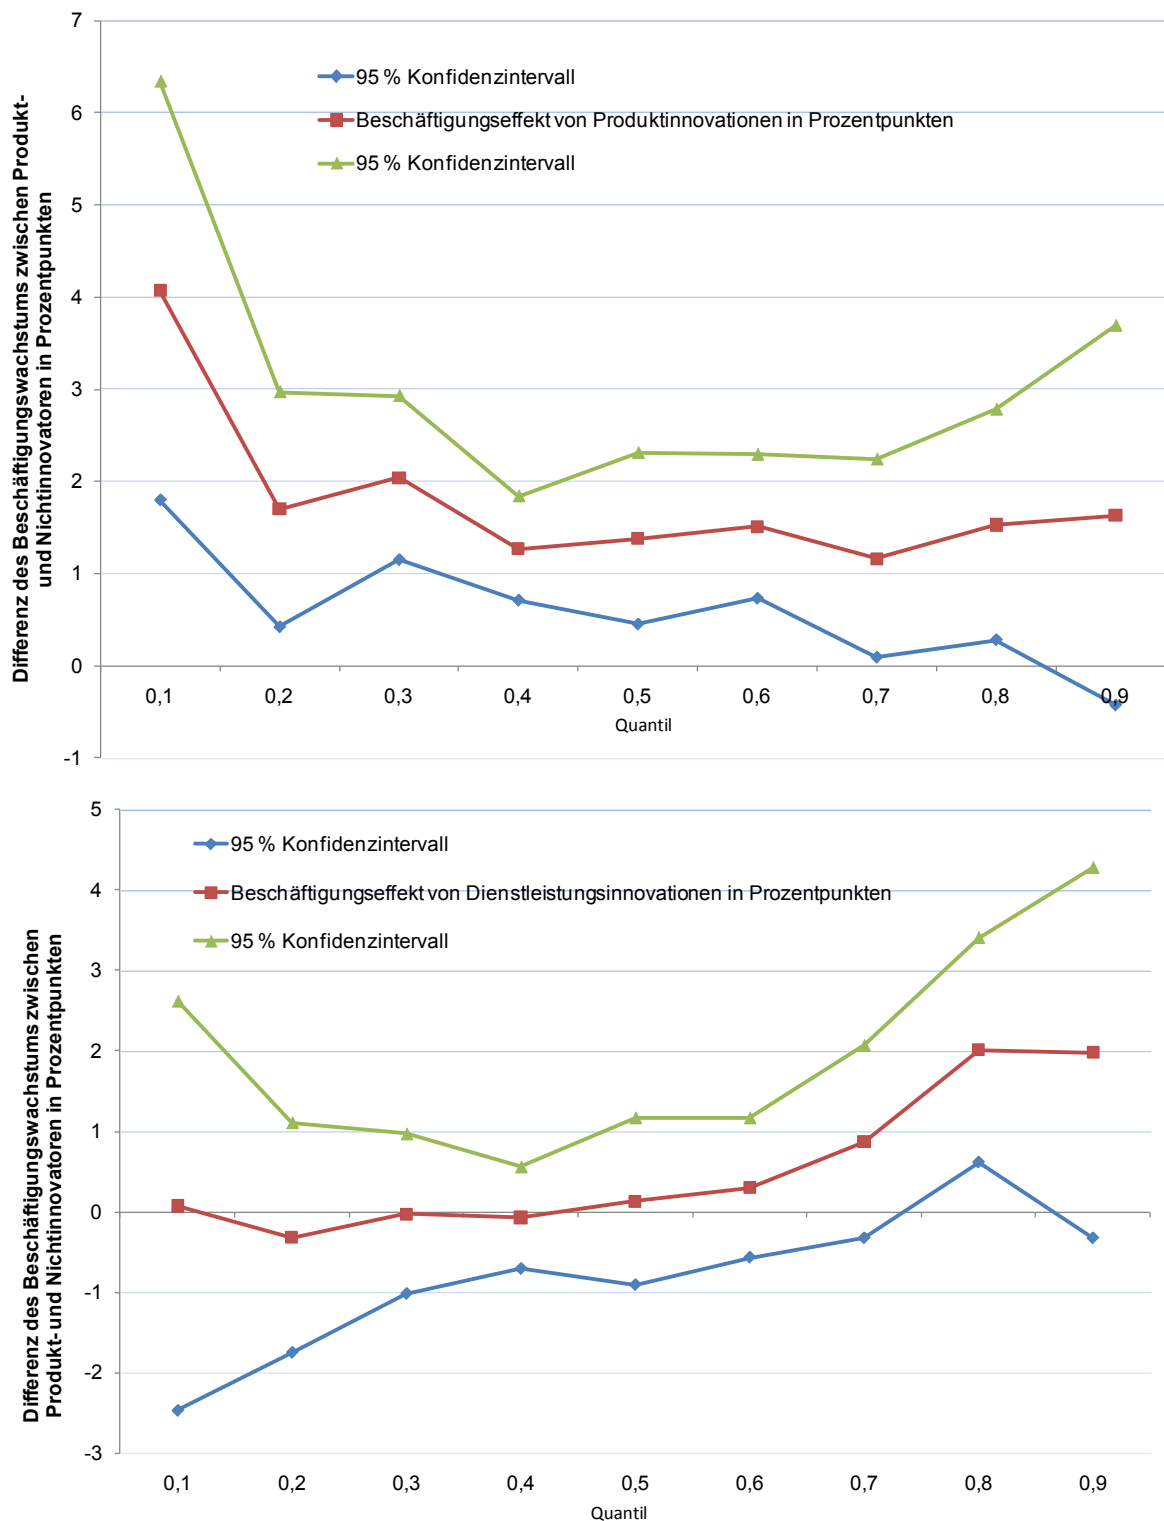 7
6
5
4
3
2
1
0
-1
Differenz des Beschäftigungswachstums zwischen Produkt-
und Nichtinnovatoren in Prozentpunkten
95 % Konfidenzintervall
Beschäftigungseffekt von Produktinnovationen in Prozentpunkten
95 % Konfidenzintervall
0,1 0,2 0,3 0,4 0,5 0,6 0,7 0,8 0,9
Quantil
5
4
3
2
1
0
-1
-2
-3
Differenz des Beschäftigungswachstums zwischen
Produkt- und Nichtinnovatoren in Prozentpunkten
95 % Konfidenzintervall
Beschäftigungseffekt von Dienstleistungsinnovationen in Prozentpunkten
95 % Konfidenzintervall
0,1 0,2 0,3 0,4 0,5 0,6 0,7 0,8 0,9
Quantil